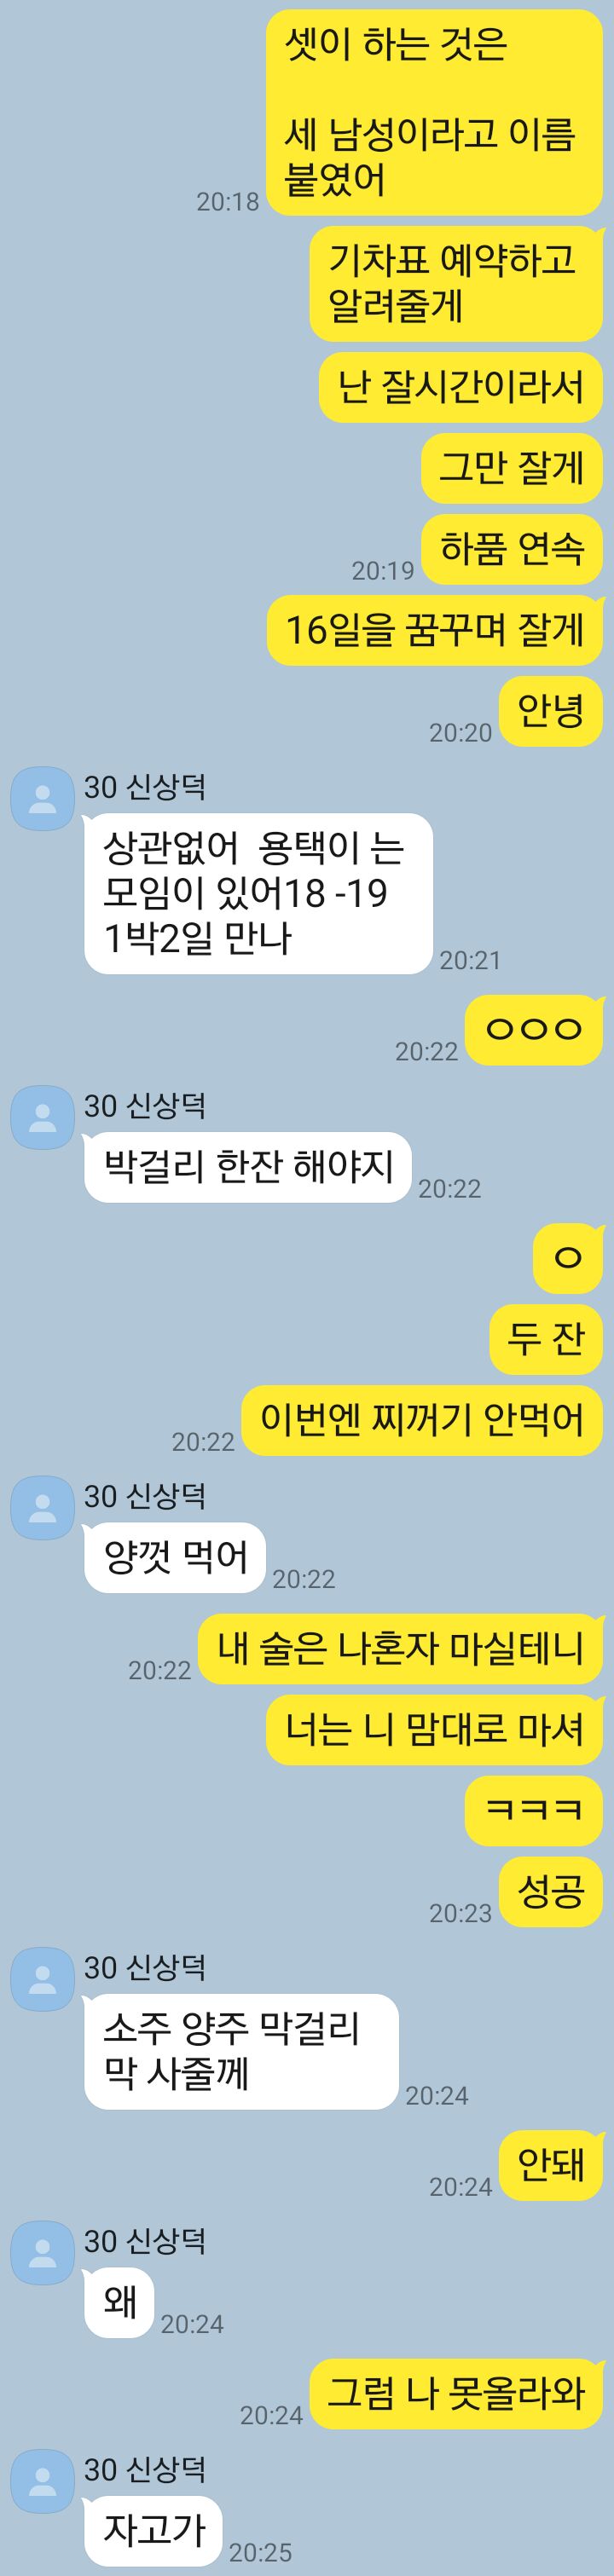 셋이 하는 것은
세 남성이라고 이름
붙였어
20:18
기차표 예약하고
알려줄게
난 잘시간이라서
그만 잘게
하품 연속
20:19
16일을 꿈꾸며 잘게
안녕
20:20
30 신상덕
상관없어  용택이 는
모임이 있어18 -19
1박2일 만나
20:21
ㅇㅇㅇ
20:22
30 신상덕
박걸리 한잔 해야지
20:22
ㅇ
두 잔
이번엔 찌꺼기 안먹어
20:22
30 신상덕
양껏 먹어
20:22
내 술은 나혼자 마실테니
20:22
너는 니 맘대로 마셔
ㅋㅋㅋ
성공
20:23
30 신상덕
소주 양주 막걸리
막 사줄께
20:24
안돼
20:24
30 신상덕
왜
20:24
그럼 나 못올라와
20:24
30 신상덕
자고가
20:25